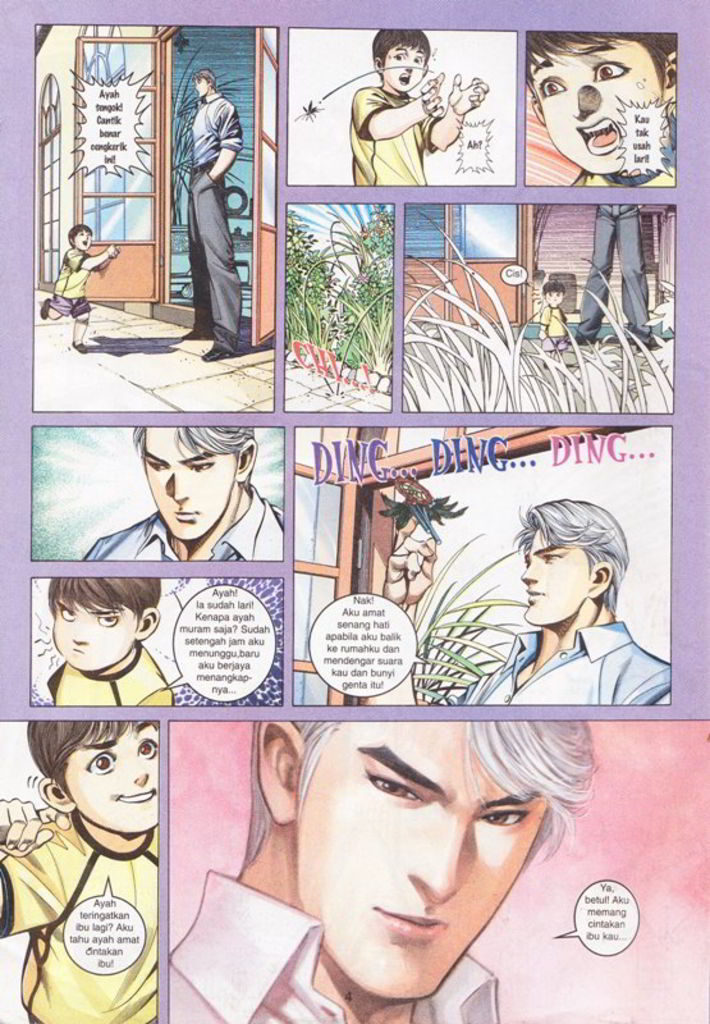 Ayah
tengok!
Cantik
benar
cengkerik
ini!
Ah?
Kau
tak
usah
lari!
CHI...!
Cis!
DING... DING... DING...
Ayah!
Ia sudah lari!
Kenapa ayah
muram saja? Sudah
setengah jam aku
menunggu,baru
aku berjaya
menangkap-
nya...
Nak!
Aku amat
senang hati
apabila aku balik
ke rumah dan
mendengar suara
kau dan bunyi
genta itu!
Ayah
teringatkan
ibu lagi? Aku
tahu ayah amat
cintakan
ibu!
Ya,
betul! Aku
memang
cintakan
ibu kau...
4